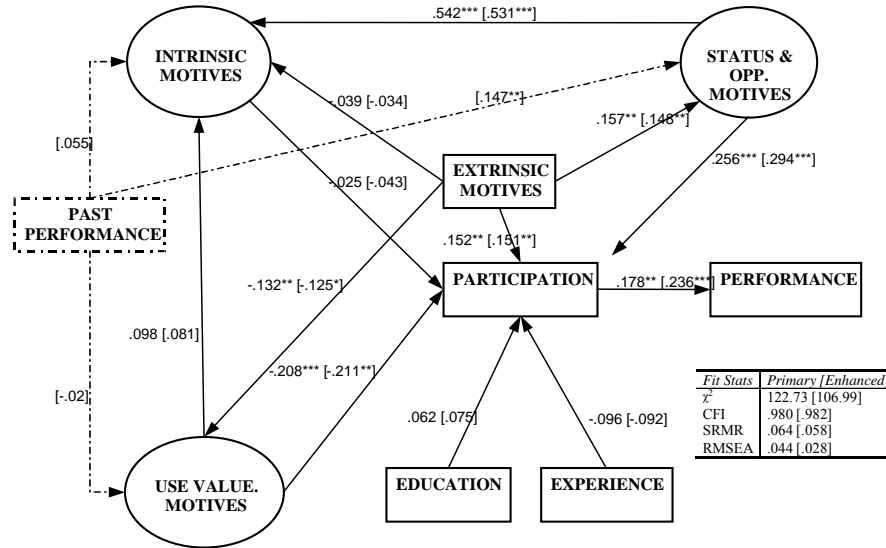 .542*** [.531***]
INTRINSIC
MOTIVES
STATUS &
OPP.
MOTIVES
-.039 [-.034]
[.147**]
.157** [.148**]
[.055]
.256*** [.294***]
EXTRINSIC
MOTIVES
-.025 [-.043]
PAST
PERFORMANCE
.152** [.151**]
-.132** [-.125*]
PARTICIPATION
.178** [.236***]
PERFORMANCE
.098 [.081]
-.208*** [-.211**]
[-.02]
.062 [.075]
-.096 [-.092]
Fit Stats Primary [Enhanced
χ² 122.73 [106.99]
CFI .980 [.982]
SRMR .064 [.058]
RMSEA .044 [.028]
USE VALUE.
MOTIVES
EDUCATION
EXPERIENCE